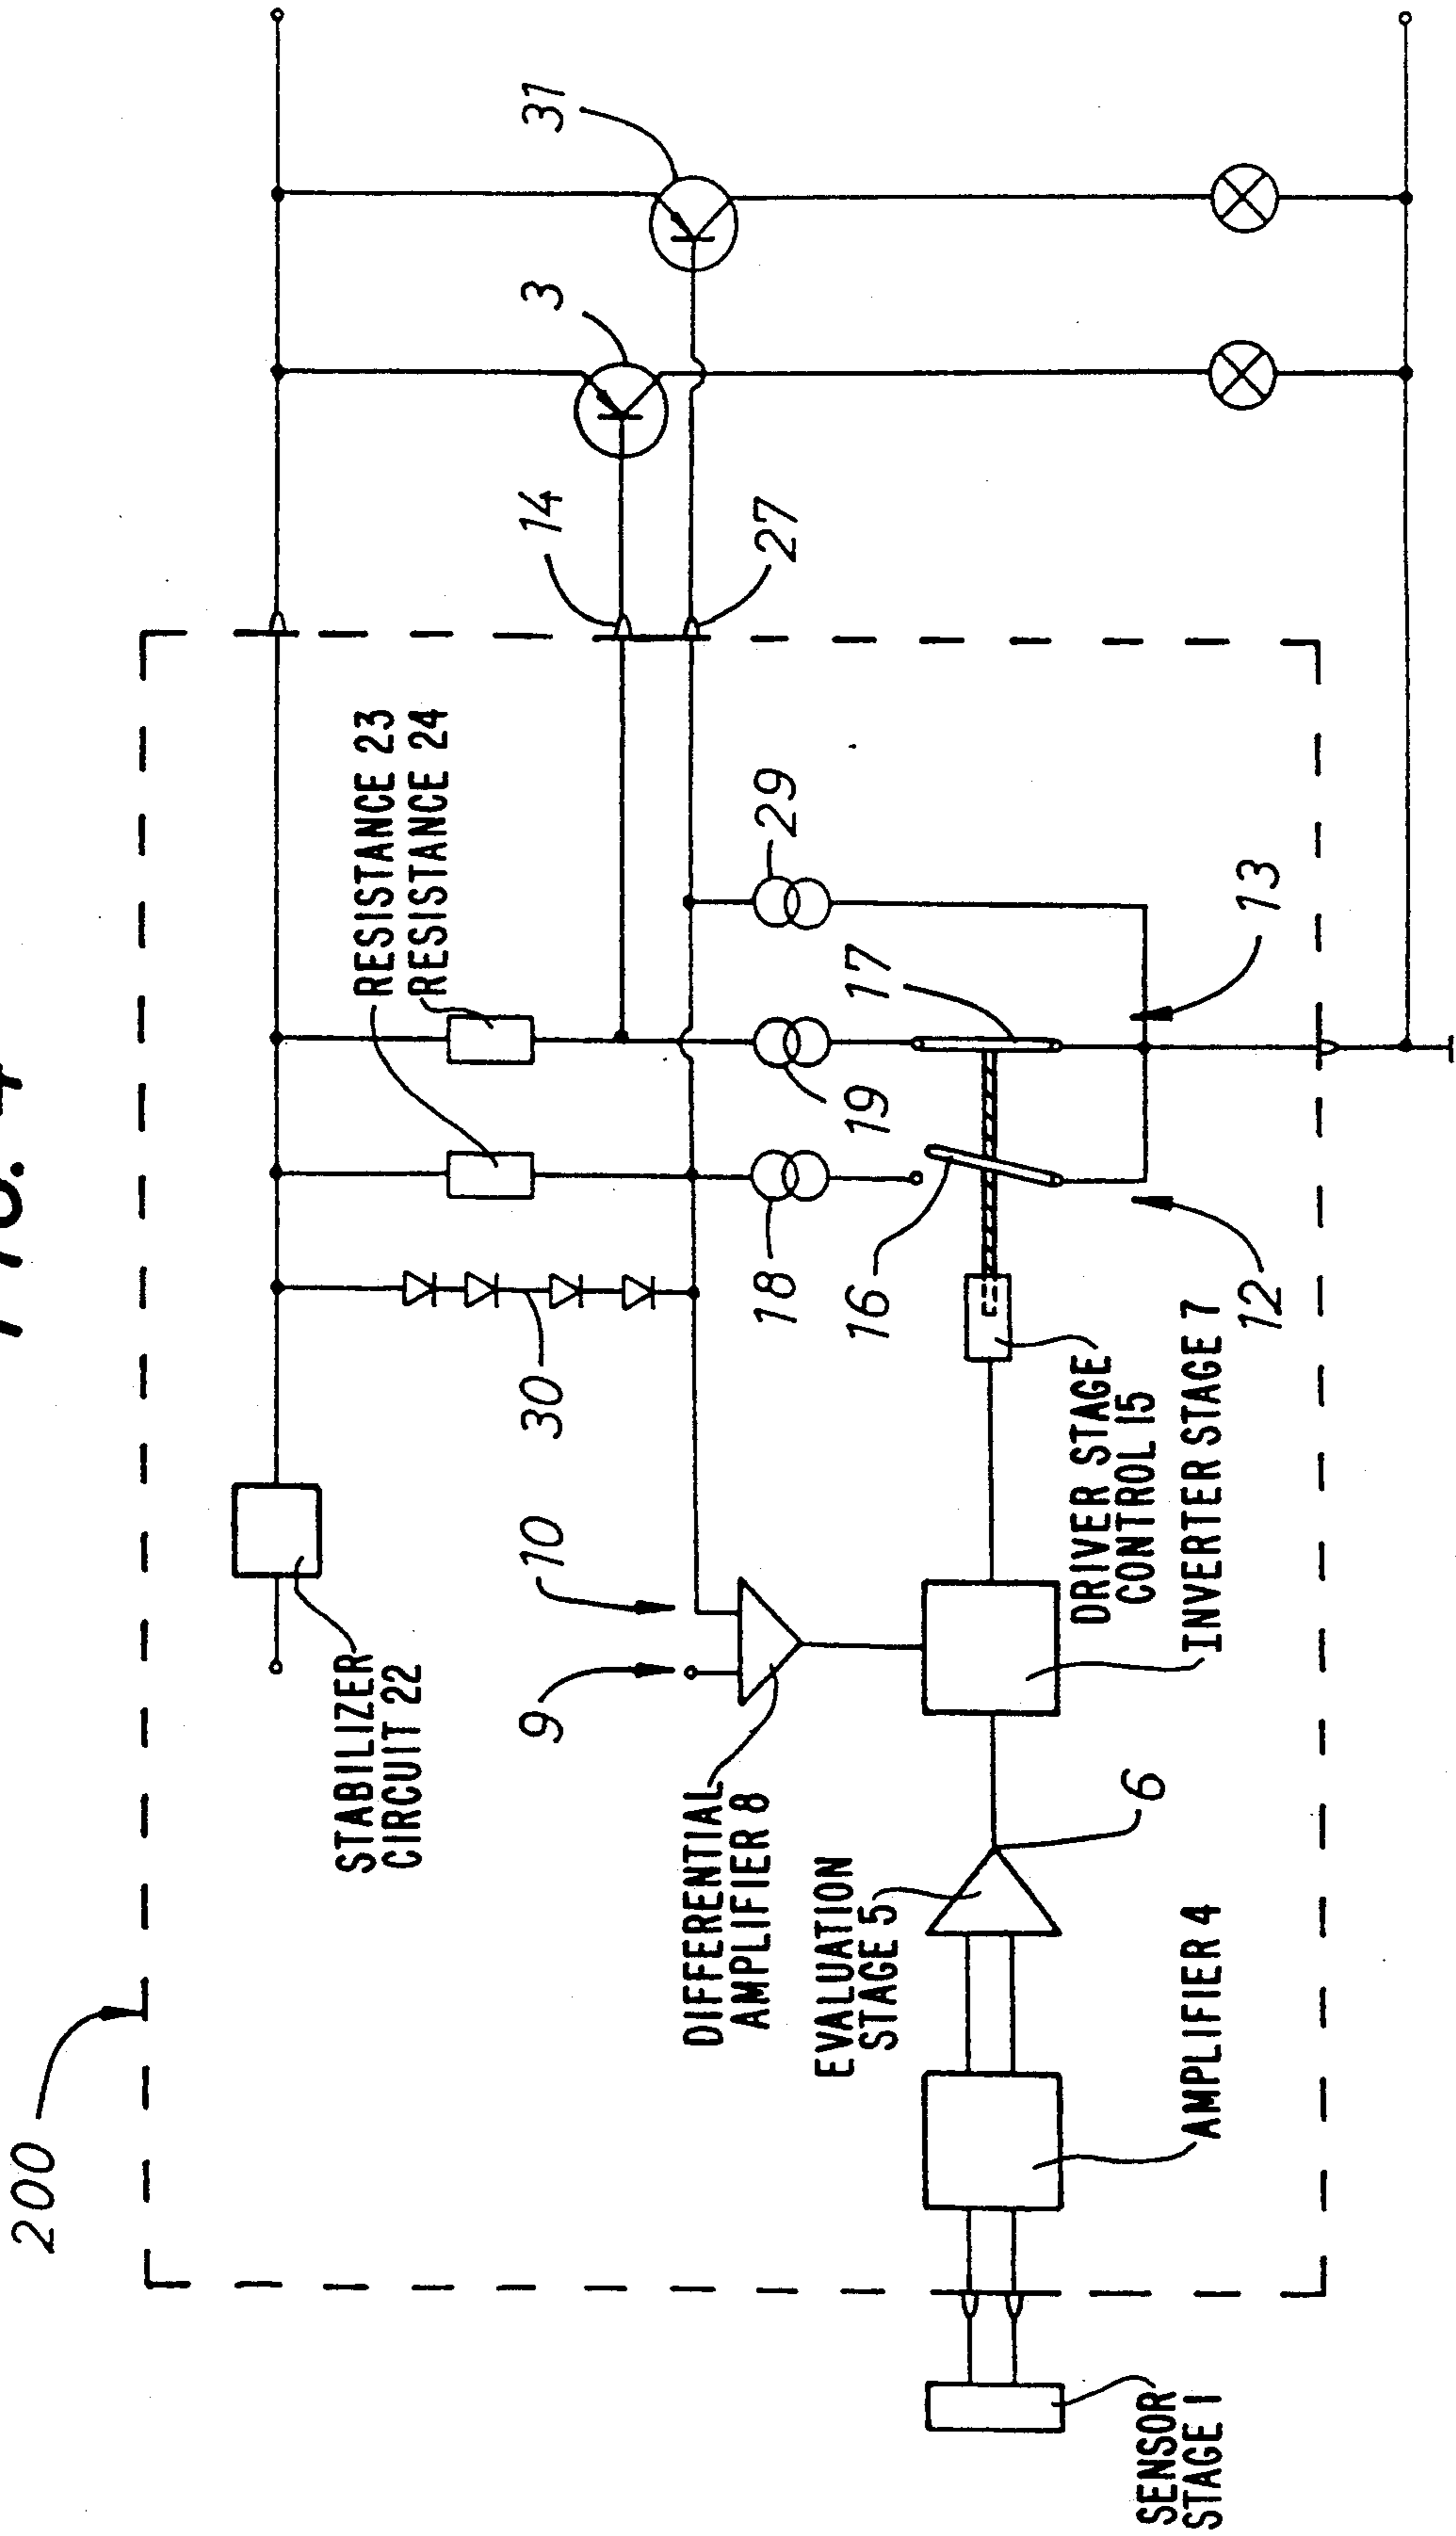 FIG. 4
200
STABILIZER
CIRCUIT 22
RESISTANCE 23
RESISTANCE 24
30
9
10
14
3
31
27
DIFFERENTIAL
AMPLIFIER 8
18
19
29
EVALUATION
STAGE 5
16
17
6
DRIVER STAGE
CONTROL 15
INVERTER STAGE 7
12
13
AMPLIFIER 4
SENSOR
STAGE 1